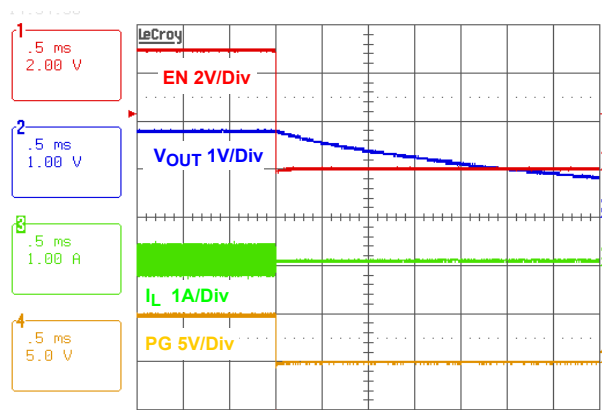 1
.5 ms
2.00 V
2
.5 ms
1.00 V
3
.5 ms
1.00 A
4
.5 ms
5.0 V
LeCroy
EN 2V/Div
VOUT 1V/Div
IL 1A/Div
PG 5V/Div